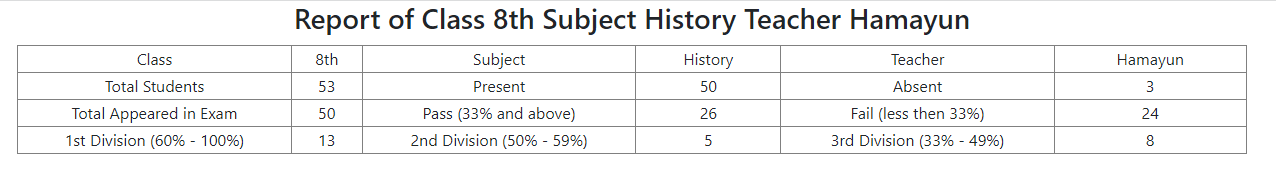 Report of Class 8th Subject History Teacher Hamayun
Class 8th Subject History Teacher Hamayun
Total Students 53 Present 50 Absent 3
Total Appeared in Exam 50 Pass (33% and above) 26 Fail (less then 33%) 24
1st Division (60% - 100%) 13 2nd Division (50% - 59%) 5 3rd Division (33% - 49%) 8